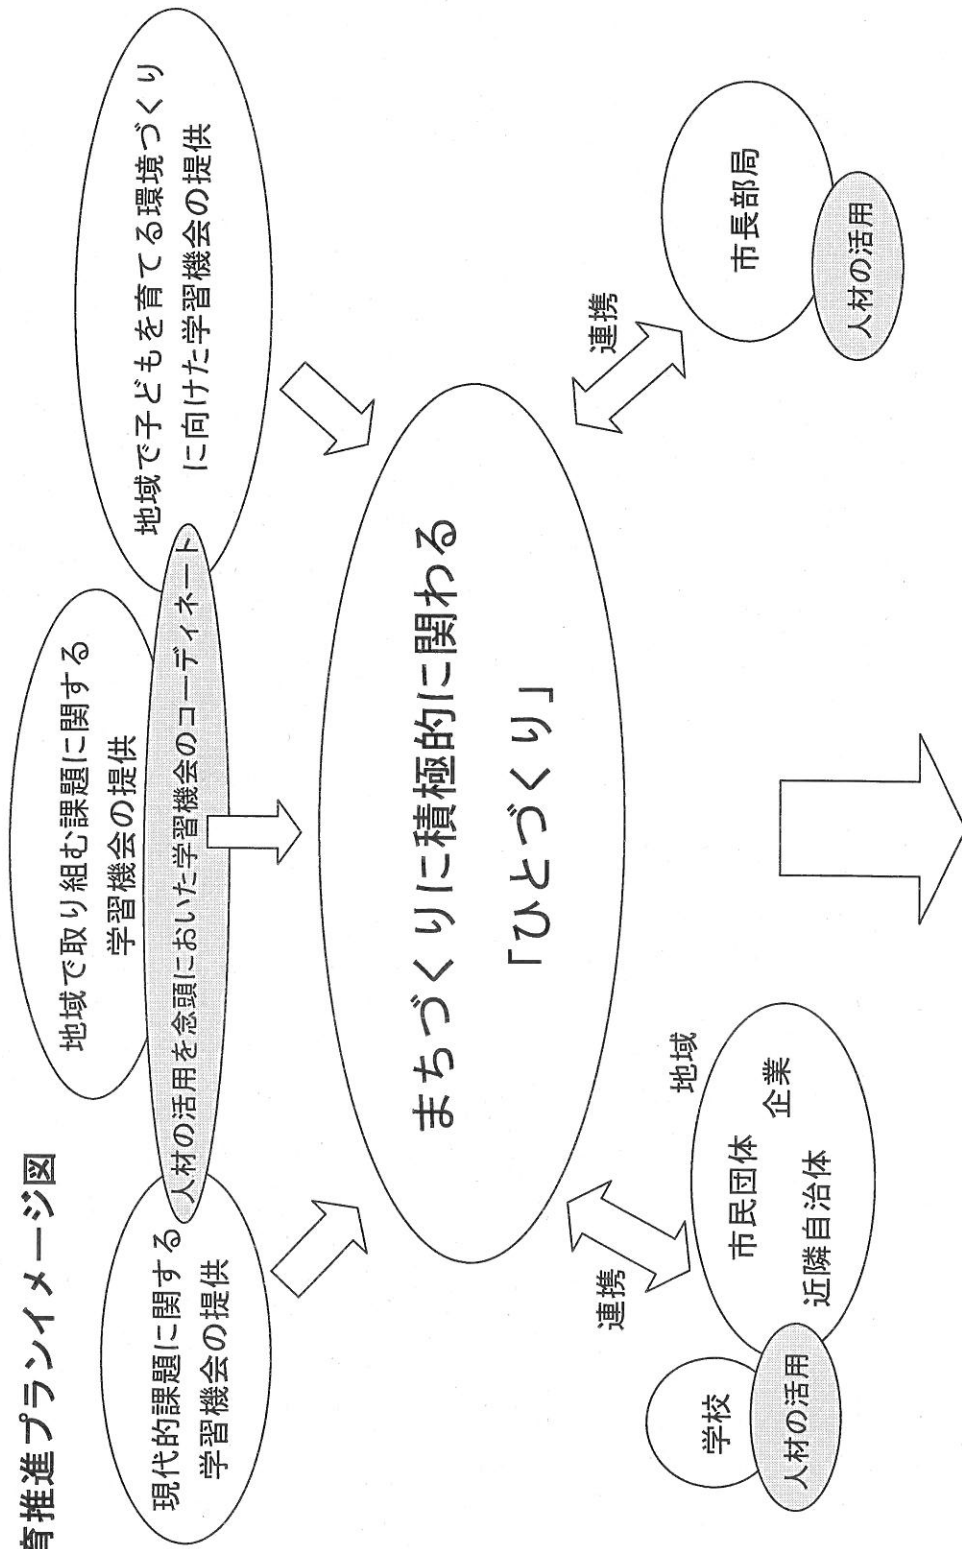 育推進プランイメージ図
現代的課題に関する
学習機会の提供
地域で取り組む課題に関する
学習機会の提供
地域で子どもを育てる環境づくり
に向けた学習機会の提供
人材の活用を念頭においた学習機会のコーディネート
まちづくりに積極的に関わる
「ひとづくり」
連携
連携
地域
学校
市民団体
企業
近隣自治体
人材の活用
市長部局
人材の活用